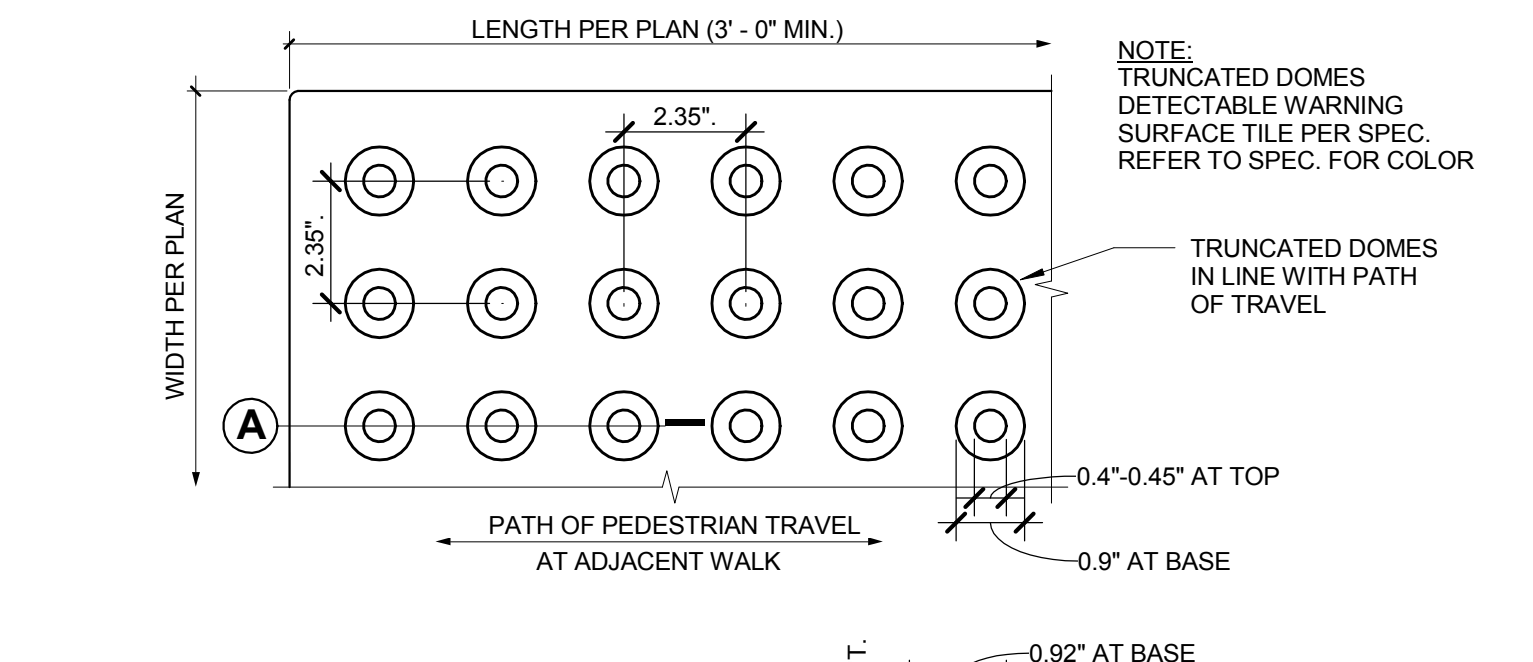 LENGTH PER PLAN (3' - 0" MIN.)
NOTE:
TRUNCATED DOMES
DETECTABLE WARNING
SURFACE TILE PER SPEC.
REFER TO SPEC. FOR COLOR
2.35".
2.35".
WIDTH PER PLAN
TRUNCATED DOMES
IN LINE WITH PATH
OF TRAVEL
A
0.4"-0.45" AT TOP
PATH OF PEDESTRIAN TRAVEL
AT ADJACENT WALK
0.9" AT BASE
T.
0.92" AT BASE